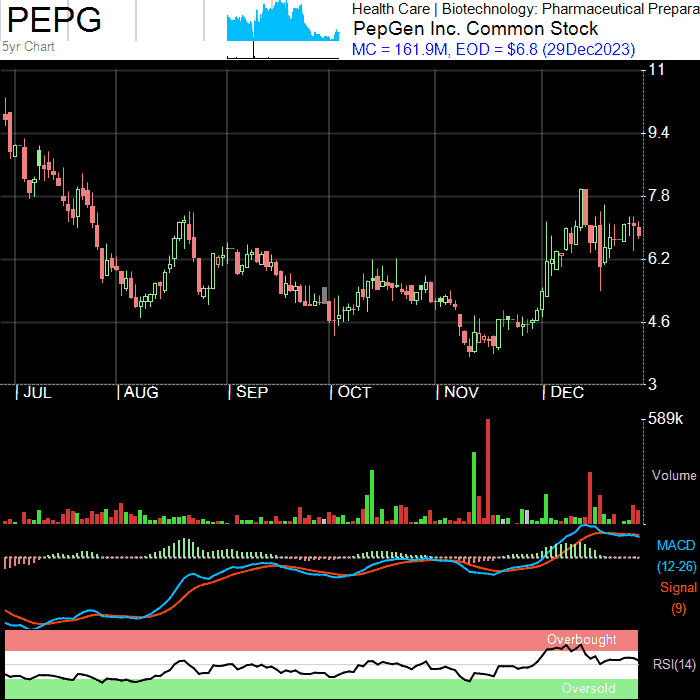 PEPG
5yr Chart
Health Care | Biotechnology: Pharmaceutical Prepara
PepGen Inc. Common Stock
MC = 161.9M, EOD = $6.8 (29Dec2023)
11
9.4
7.8
6.2
4.6
3
JUL AUG SEP OCT NOV DEC
589k
Volume
MACD
(12-26)
Signal
(9)
Overbought
RSI(14)
Oversold